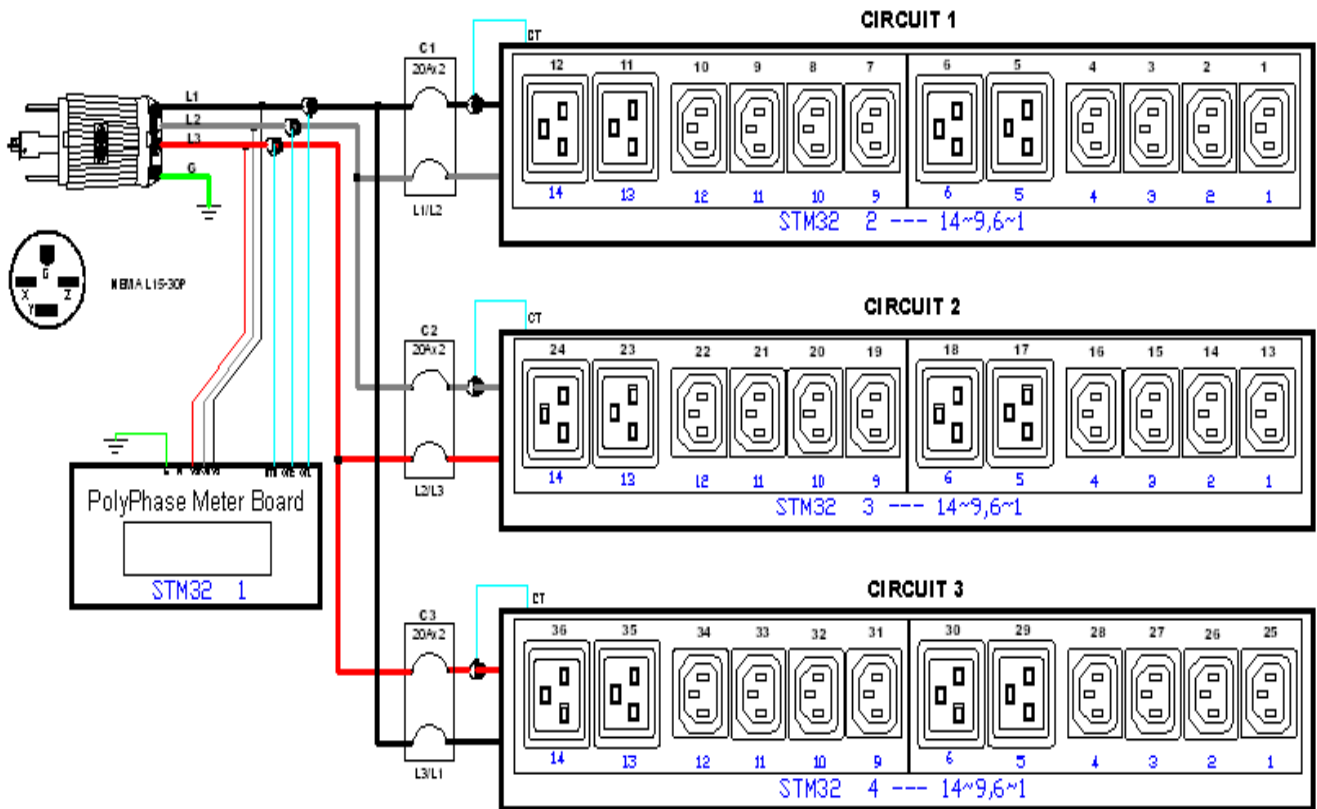 CIRCUIT 1
CT
C1
20Ax2
12 11 10 9 8 7 6 5 4 3 2 1
L1
L2
L3
G
14 13 12 11 10 9 6 5 4 3 2 1
L1/L2
STM32 2 --- 14~9,6~1
G
X Z
Y
NEMA L15-30P
CIRCUIT 2
CT
C2
20Ax2
24 23 22 21 20 19 18 17 16 15 14 13
14 13 12 11 10 9 6 5 4 3 2 1
L2/L3
STM32 3 --- 14~9,6~1
PolyPhase Meter Board
STM32 1
CIRCUIT 3
CT
C3
20Ax2
36 35 34 33 32 31 30 29 28 27 26 25
14 13 12 11 10 9 6 5 4 3 2 1
L3/L1
STM32 4 --- 14~9,6~1